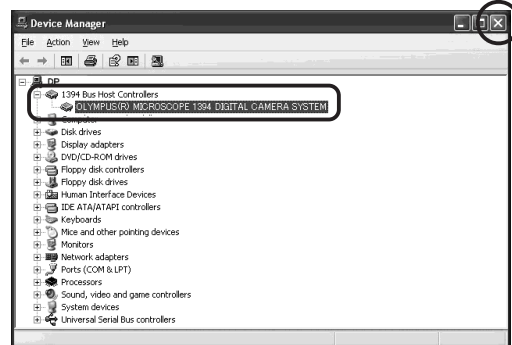 Device Manager
File Action View Help
DP
1394 Bus Host Controllers
OLYMPUS(R) MICROSCOPE 1394 DIGITAL CAMERA SYSTEM
Computer
Disk drives
Display adapters
DVD/CD-ROM drives
Floppy disk controllers
Floppy disk drives
Human Interface Devices
IDE ATA/ATAPI controllers
Keyboards
Mice and other pointing devices
Monitors
Network adapters
Ports (COM & LPT)
Processors
Sound, video and game controllers
System devices
Universal Serial Bus controllers